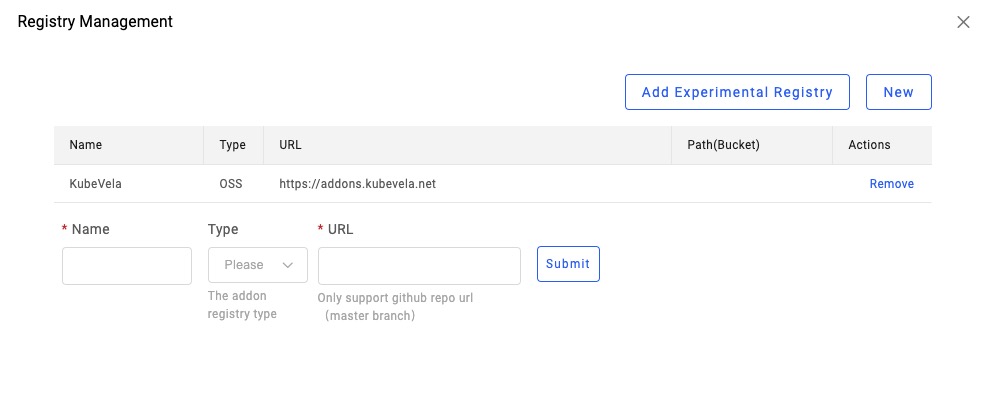 Registry Management
Add Experimental Registry New
Name Type URL Path(Bucket) Actions
KubeVela OSS https://addons.kubevela.net Remove
* Name Type * URL
Please Submit
The addon Only support github repo url
registry type (master branch)